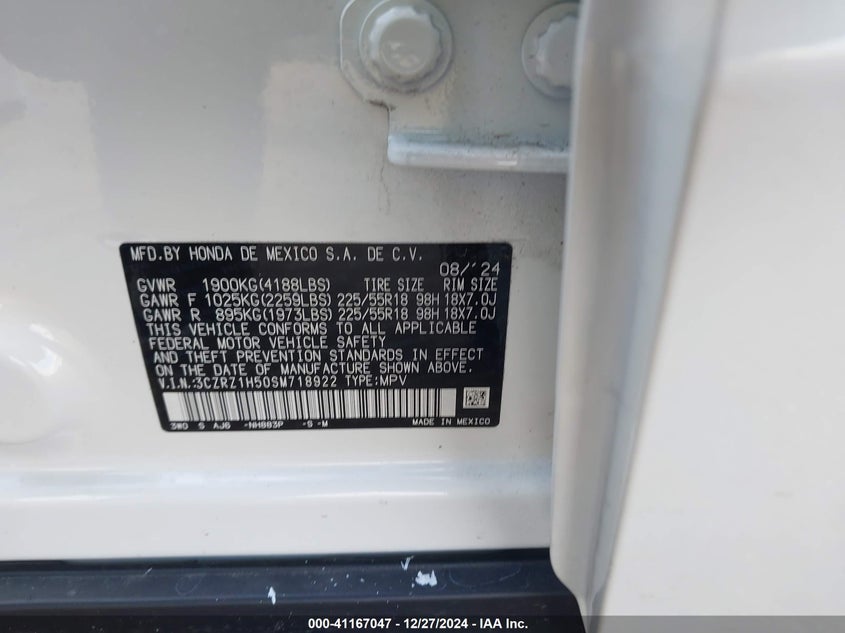 MFD.BY HONDA DE MEXICO S.A. DE C.V.
08/'24
GVWR 1900KG(4188LBS) TIRE SIZE RIM SIZE
GAWR F 1025KG(2259LBS) 225/55R18 98H 18X7.0J
GAWR R 895KG(1973LBS) 225/55R18 98H 18X7.0J
THIS VEHICLE CONFORMS TO ALL APPLICABLE
FEDERAL MOTOR VEHICLE SAFETY
AND THEFT PREVENTION STANDARDS IN EFFECT
ON THE DATE OF MANUFACTURE SHOWN ABOVE.
V.I.N.:3CZRZ1H50SM718922 TYPE:MPV
3W0 S AJ6 -NH883P -S -M MADE IN MEXICO
000-41167047 — 12/27/2024 — IAA Inc.